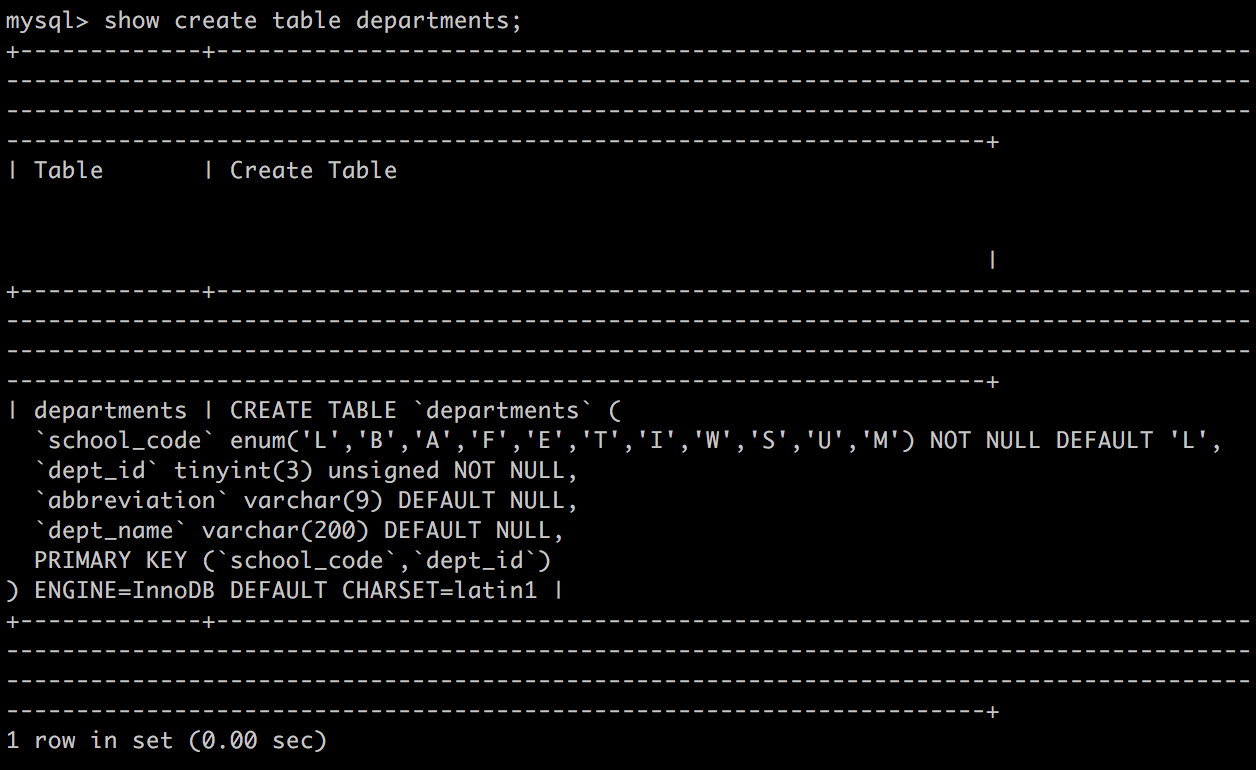 mysql> show create table departments;
+-------------+--------------------------------------------------------------------------
-----------------------------------------------------------------------------------------
-----------------------------------------------------------------------------------------
----------------------------------------------------------------------+
| Table       | Create Table
                                                                      |
+-------------+--------------------------------------------------------------------------
-----------------------------------------------------------------------------------------
-----------------------------------------------------------------------------------------
----------------------------------------------------------------------+
| departments | CREATE TABLE `departments` (
  `school_code` enum('L','B','A','F','E','T','I','W','S','U','M') NOT NULL DEFAULT 'L',
  `dept_id` tinyint(3) unsigned NOT NULL,
  `abbreviation` varchar(9) DEFAULT NULL,
  `dept_name` varchar(200) DEFAULT NULL,
  PRIMARY KEY (`school_code`,`dept_id`)
) ENGINE=InnoDB DEFAULT CHARSET=latin1 |
+-------------+--------------------------------------------------------------------------
-----------------------------------------------------------------------------------------
-----------------------------------------------------------------------------------------
----------------------------------------------------------------------+
1 row in set (0.00 sec)